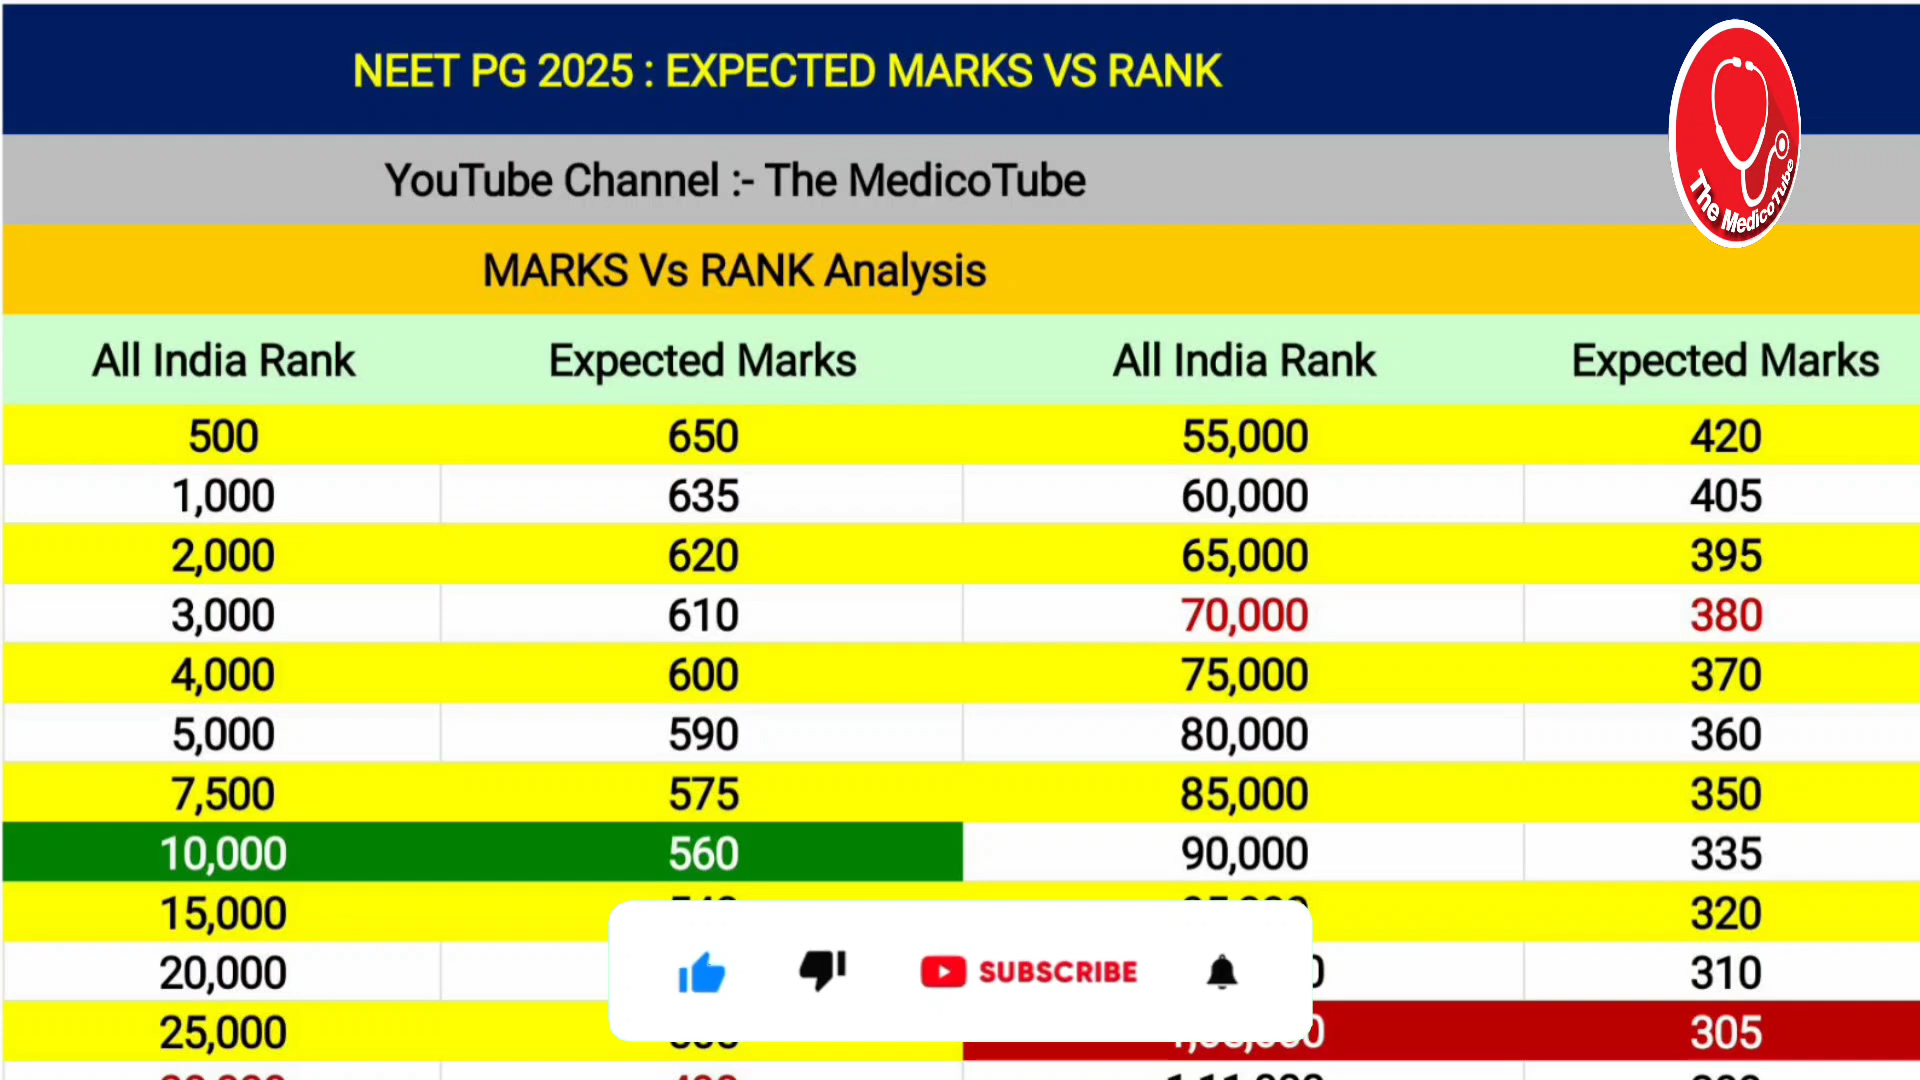 NEET PG 2025 : EXPECTED MARKS VS RANK
The MedicoTube
YouTube Channel :- The MedicoTube
MARKS Vs RANK Analysis
All India Rank Expected Marks All India Rank Expected Marks
500 650 55,000 420
1,000 635 60,000 405
2,000 620 65,000 395
3,000 610 70,000 380
4,000 600 75,000 370
5,000 590 80,000 360
7,500 575 85,000 350
10,000 560 90,000 335
15,000 320
20,000 310
25,000 305
SUBSCRIBE